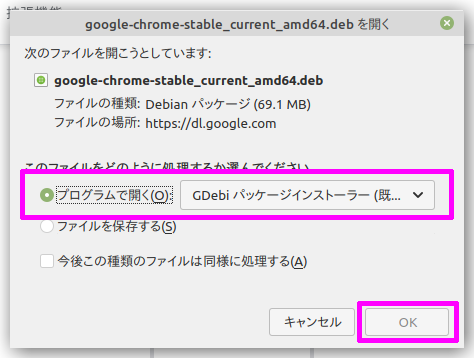 拡張機能
google-chrome-stable_current_amd64.deb を開く
次のファイルを開こうとしています:
google-chrome-stable_current_amd64.deb
ファイルの種類: Debian パッケージ (69.1 MB)
ファイルの場所: https://dl.google.com
このファイルをどのように処理するか選んでください
プログラムで開く(O): GDebi パッケージインストーラー (既...
ファイルを保存する(S)
今後この種類のファイルは同様に処理する(A)
キャンセル OK